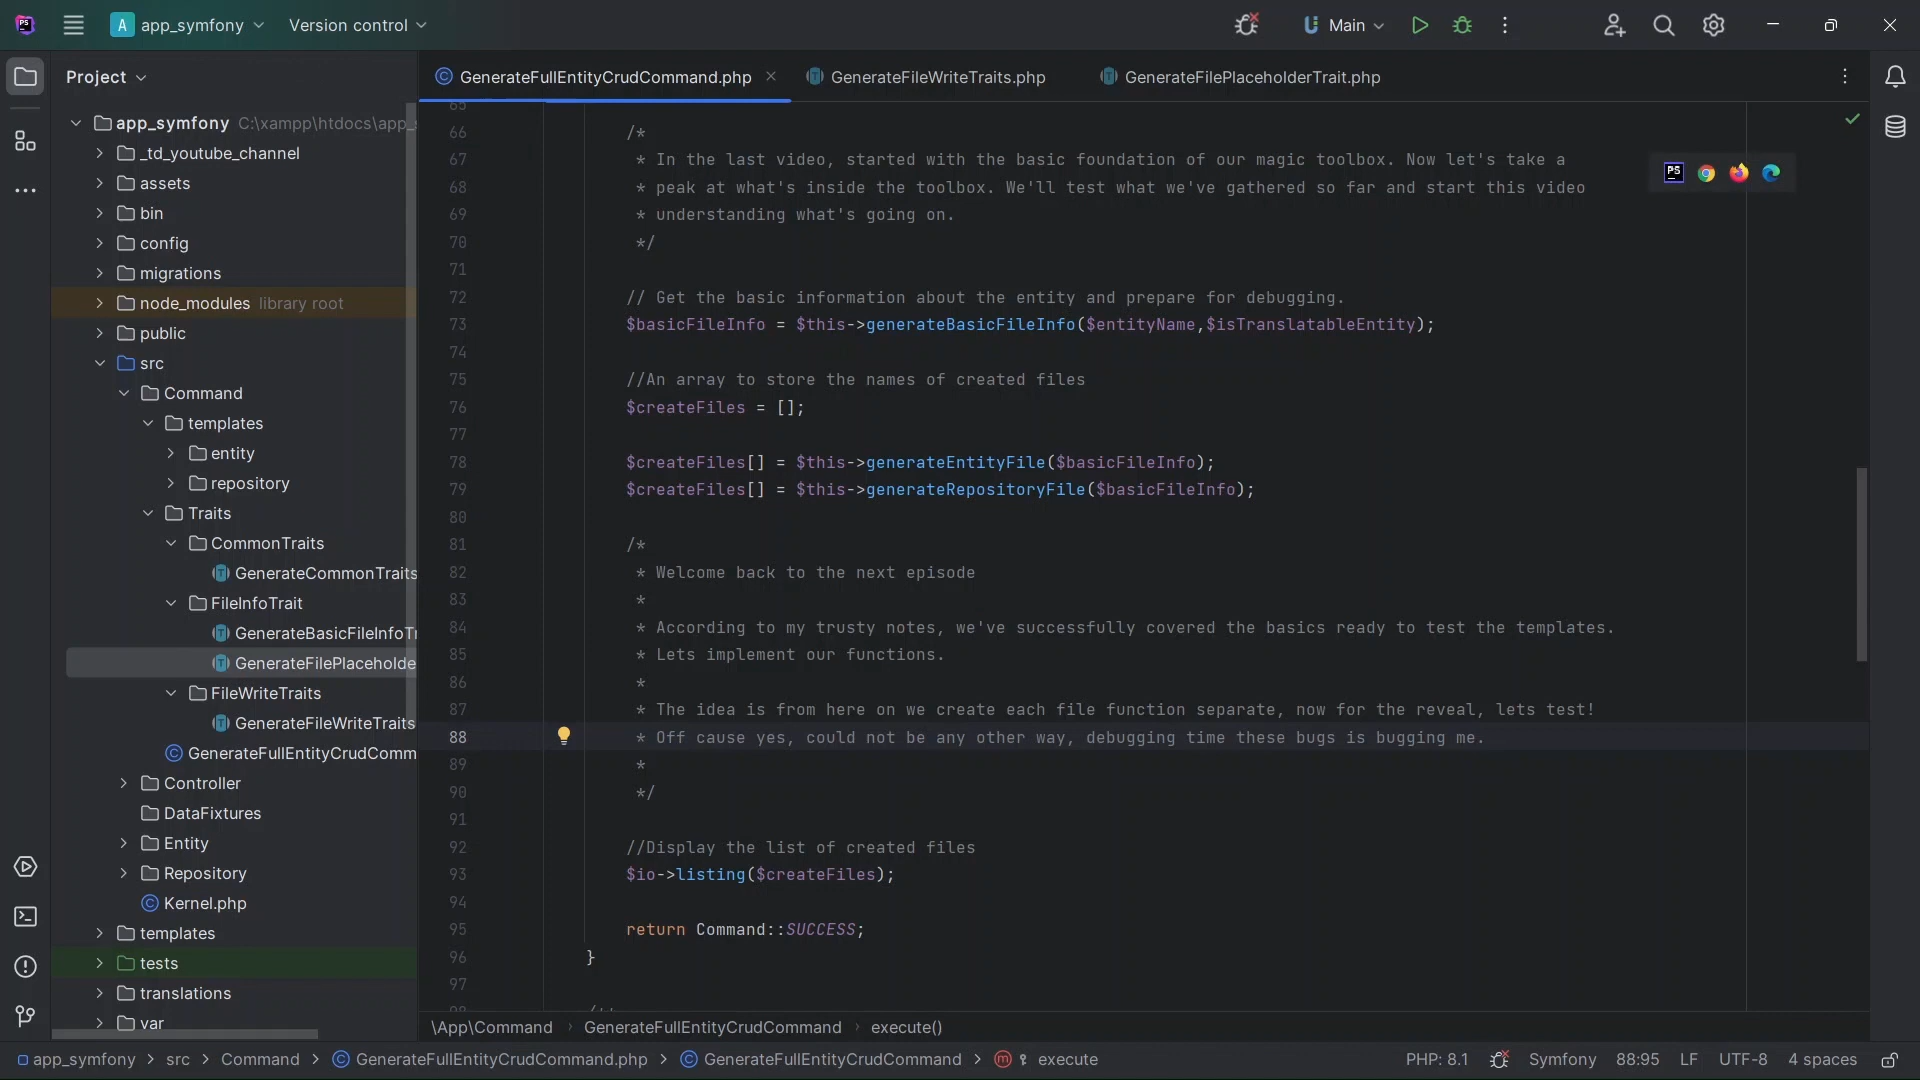 PS
A app_symfony
Version control
Main
Project
GenerateFullEntityCrudCommand.php
GenerateFileWriteTraits.php
GenerateFilePlaceholderTrait.php
app_symfony C:\xampp\htdocs\app_s
_td_youtube_channel
assets
bin
config
migrations
node_modules library root
public
src
Command
templates
entity
repository
Traits
CommonTraits
GenerateCommonTraits
FileInfoTrait
GenerateBasicFileInfoTr
GenerateFilePlaceholde
FileWriteTraits
GenerateFileWriteTraits
GenerateFullEntityCrudComm
Controller
DataFixtures
Entity
Repository
Kernel.php
templates
tests
translations
var
65
66 /*
67 * In the last video, started with the basic foundation of our magic toolbox. Now let's take a
68 * peak at what's inside the toolbox. We'll test what we've gathered so far and start this video
69 * understanding what's going on.
70 */
71
72 // Get the basic information about the entity and prepare for debugging.
73 $basicFileInfo = $this->generateBasicFileInfo($entityName,$isTranslatableEntity);
74
75 //An array to store the names of created files
76 $createFiles = [];
77
78 $createFiles[] = $this->generateEntityFile($basicFileInfo);
79 $createFiles[] = $this->generateRepositoryFile($basicFileInfo);
80
81 /*
82 * Welcome back to the next episode
83 *
84 * According to my trusty notes, we've successfully covered the basics ready to test the templates.
85 * Lets implement our functions.
86 *
87 * The idea is from here on we create each file function separate, now for the reveal, lets test!
88 * Off cause yes, could not be any other way, debugging time these bugs is bugging me.
89 *
90 */
91
92 //Display the list of created files
93 $io->listing($createFiles);
94
95 return Command::SUCCESS;
96 }
97
PS
\App\Command › GenerateFullEntityCrudCommand › execute()
app_symfony > src > Command > GenerateFullEntityCrudCommand.php > GenerateFullEntityCrudCommand > execute
PHP: 8.1 Symfony 88:95 LF UTF-8 4 spaces